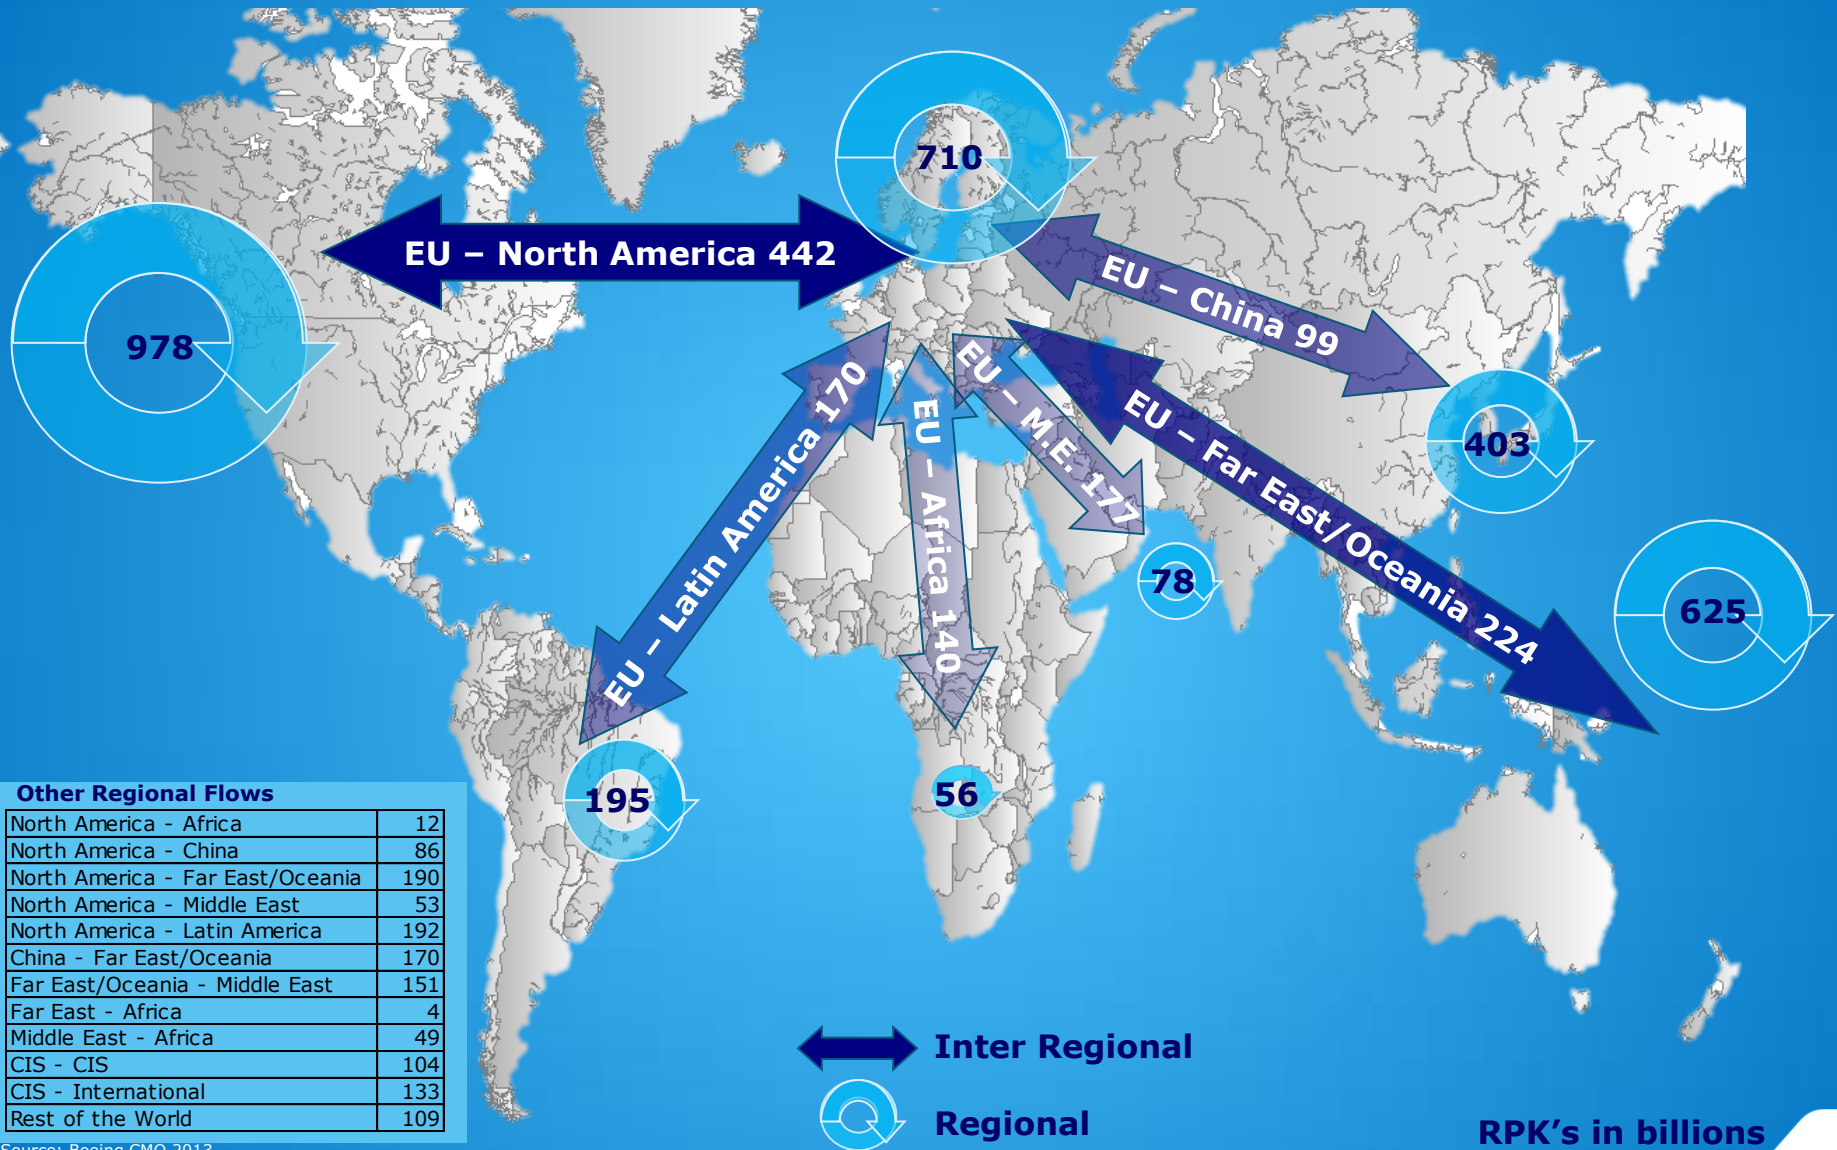 710
EU – North America 442
978
EU – China 99
EU – Latin America 170
EU – Africa 140
EU – M.E. 177
EU – Far East/Oceania 224
403
78
625
195
56
Other Regional Flows
North America - Africa 12
North America - China 86
North America - Far East/Oceania 190
North America - Middle East 53
North America - Latin America 192
China - Far East/Oceania 170
Far East/Oceania - Middle East 151
Far East - Africa 4
Middle East - Africa 49
CIS - CIS 104
CIS - International 133
Rest of the World 109
Inter Regional
Regional
RPK’s in billions
Source: Boeing CMO 2013